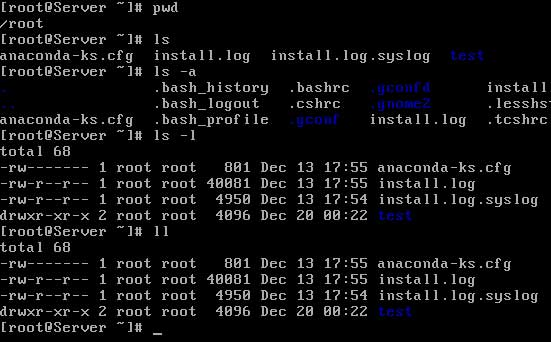 [root@Server ~]# pwd
/root
[root@Server ~]# ls
anaconda-ks.cfg install.log install.log.syslog test
[root@Server ~]# ls -a
. .bash_history .bashrc .gconfd install
.. .bash_logout .cshrc .gnome2 .lesshst
anaconda-ks.cfg .bash_profile .gconf install.log .tcshrc
[root@Server ~]# ls -l
total 68
-rw------- 1 root root 801 Dec 13 17:55 anaconda-ks.cfg
-rw-r--r-- 1 root root 40081 Dec 13 17:55 install.log
-rw-r--r-- 1 root root 4950 Dec 13 17:54 install.log.syslog
drwxr-xr-x 2 root root 4096 Dec 20 00:22 test
[root@Server ~]# ll
total 68
-rw------- 1 root root 801 Dec 13 17:55 anaconda-ks.cfg
-rw-r--r-- 1 root root 40081 Dec 13 17:55 install.log
-rw-r--r-- 1 root root 4950 Dec 13 17:54 install.log.syslog
drwxr-xr-x 2 root root 4096 Dec 20 00:22 test
[root@Server ~]# _